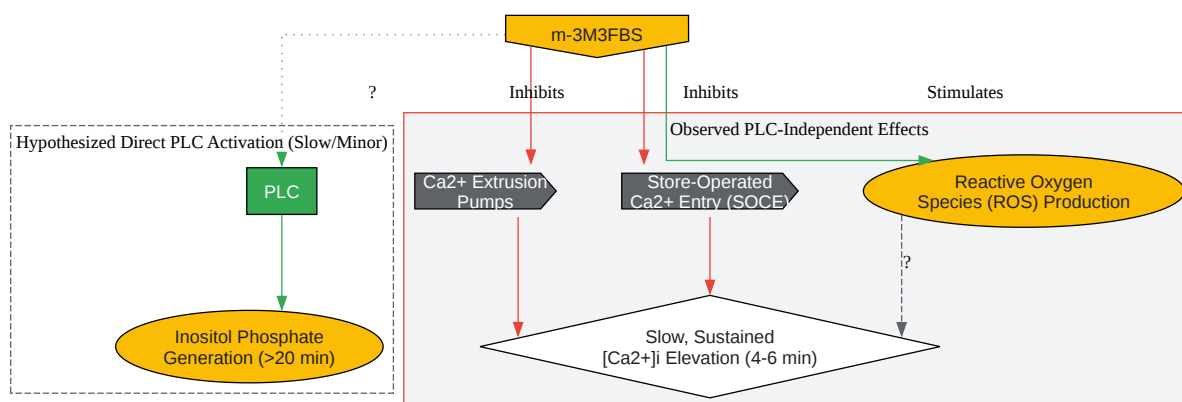 m-3M3FBS
?
Inhibits
Inhibits
Stimulates
Hypothesized Direct PLC Activation (Slow/Minor)
Observed PLC-Independent Effects
PLC
Ca2+ Extrusion
Pumps
Store-Operated
Ca2+ Entry (SOCE)
Reactive Oxygen
Species (ROS) Production
?
Inositol Phosphate
Generation (>20 min)
Slow, Sustained
[Ca2+]i Elevation (4-6 min)